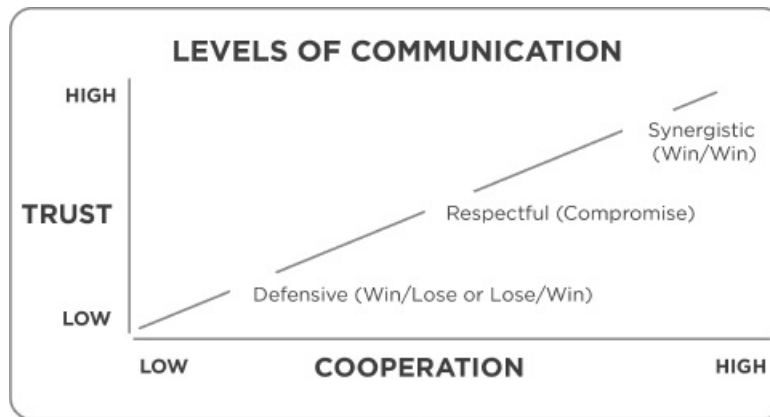 LEVELS OF COMMUNICATION
HIGH
Synergistic
(Win/Win)
TRUST
Respectful (Compromise)
Defensive (Win/Lose or Lose/Win)
LOW
LOW
COOPERATION
HIGH